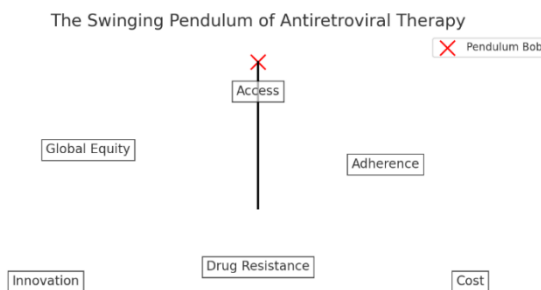 The Swinging Pendulum of Antiretroviral Therapy
Pendulum Bob
Access
Global Equity
Adherence
Drug Resistance
Innovation
Cost